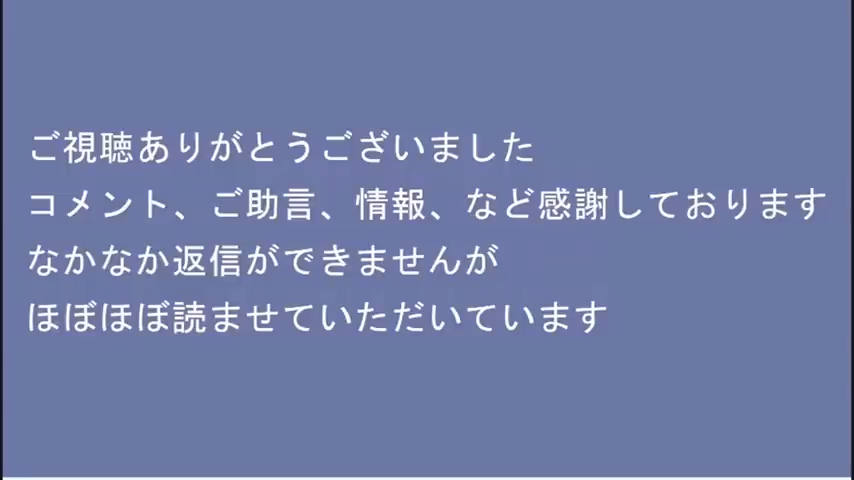 ご視聴ありがとうございました
コメント、ご助言、情報、など感謝しております
なかなか返信ができませんが
ほぼほぼ読ませていただいています